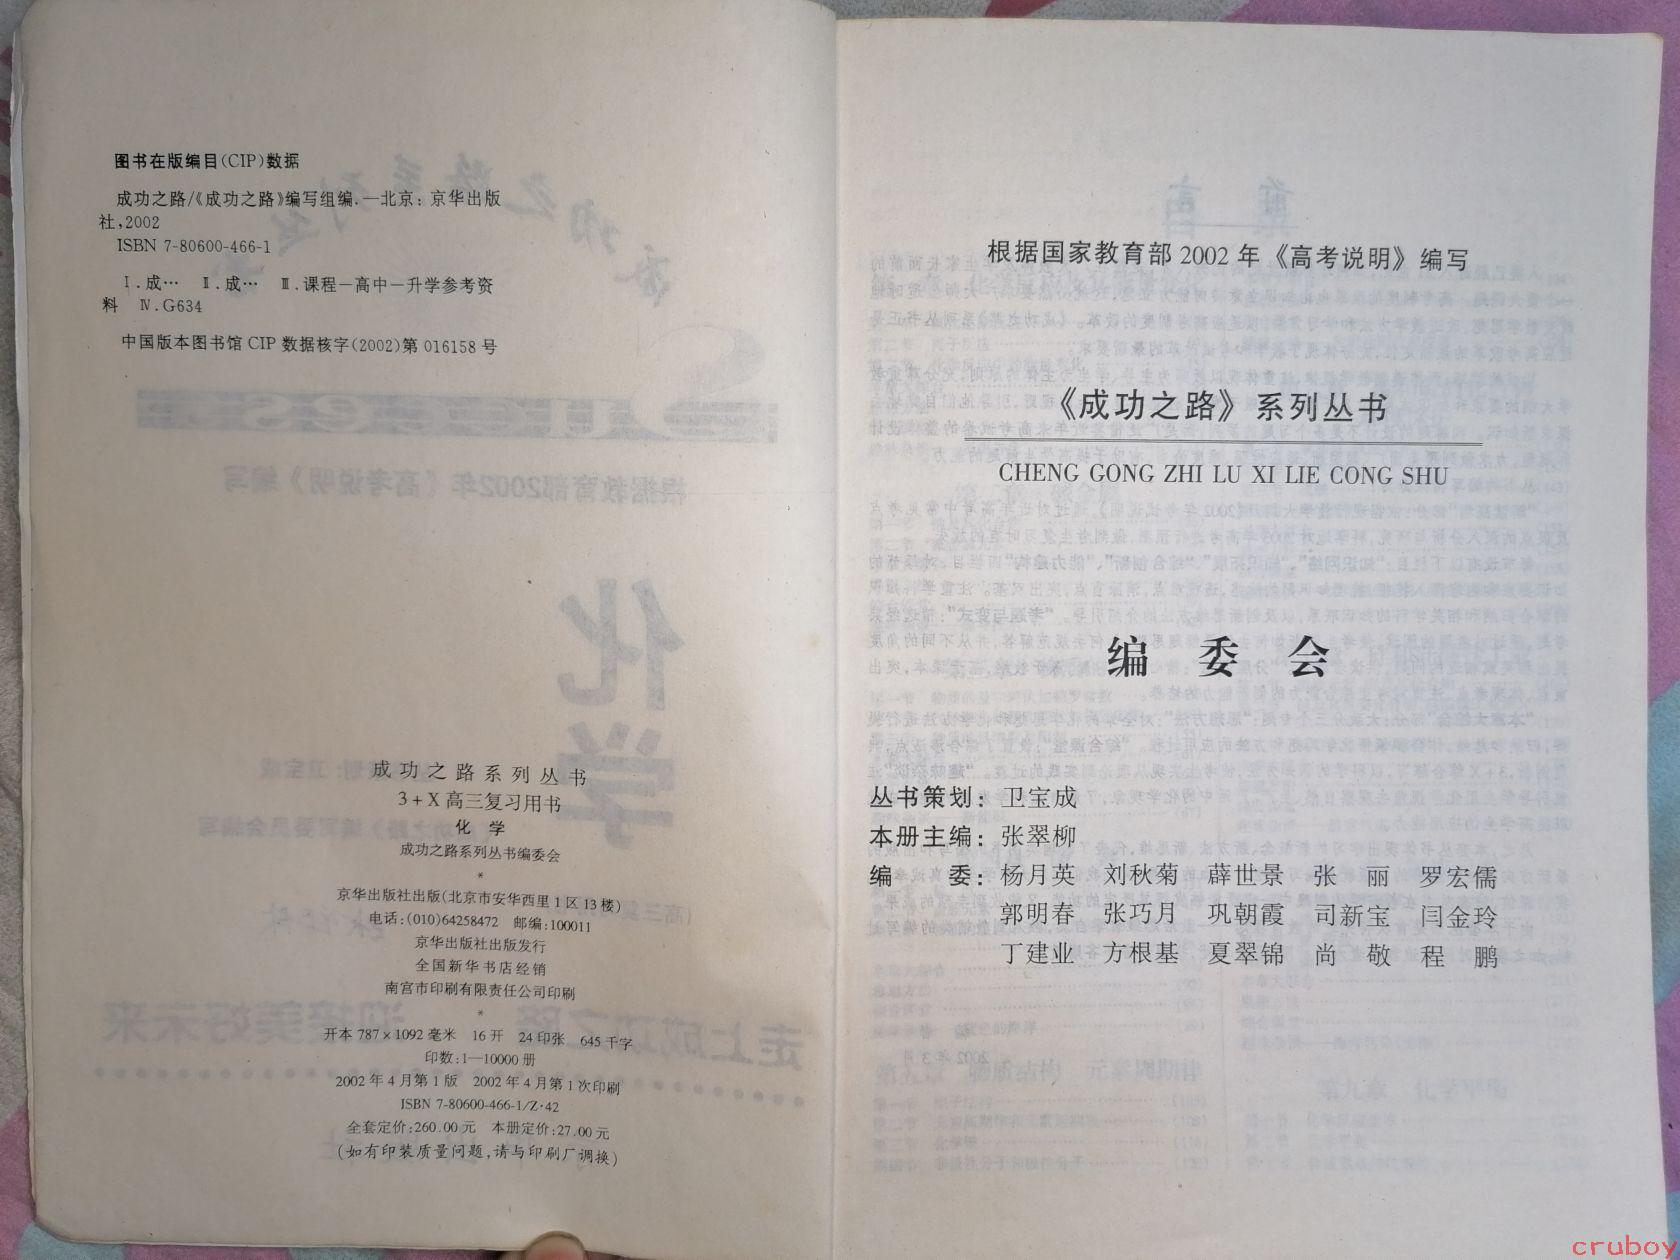 图书在版编目(CIP)数据
成功之路/《成功之路》编写组编.—北京：京华出版
社,2002
ISBN 7-80600-466-1
Ⅰ.成… Ⅱ.成… Ⅲ.课程—高中—升学参考资
料 Ⅳ.G634
中国版本图书馆 CIP 数据核字(2002)第 016158 号
成功之路系列丛书
3+X 高三复习用书
化 学
成功之路系列丛书编委会
*
京华出版社出版(北京市安华西里1区13楼)
电话:(010)64258472 邮编:100011
京华出版社出版发行
全国新华书店经销
南宫市印刷有限责任公司印刷
*
开本 787×1092 毫米 16 开 24 印张 645 千字
印数:1—10000 册
2002 年 4 月第 1 版 2002 年 4 月第 1 次印刷
ISBN 7-80600-466-1/Z·42
全套定价:260.00 元 本册定价:27.00 元
(如有印装质量问题,请与印刷厂调换)
根据国家教育部 2002 年《高考说明》编写
《成功之路》系列丛书
CHENG GONG ZHI LU XI LIE CONG SHU
编 委 会
丛书策划：卫宝成
本册主编：张翠柳
编 委：杨月英 刘秋菊 薜世景 张 丽 罗宏儒
郭明春 张巧月 巩朝霞 司新宝 闫金玲
丁建业 方根基 夏翠锦 尚 敬 程 鹏
cruboy